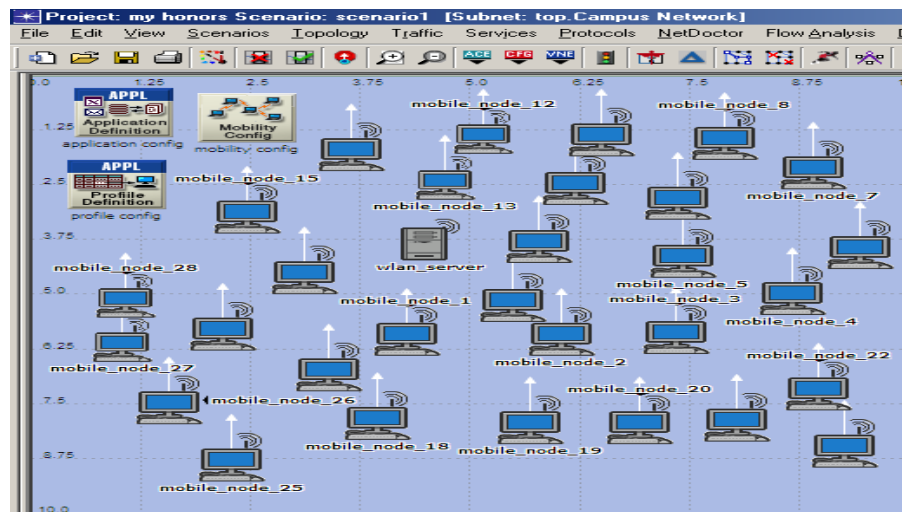 Project: my honors Scenario: scenario1 [Subnet: top.Campus Network]
File Edit View Scenarios Topology Traffic Services Protocols NetDoctor Flow Analysis
ACE CFG VNE
0.0 1.25 2.5 3.75 5.0 6.25 7.5 8.75
APPL
Application
Definition
application config
Mobility
Config
mobility config
mobile_node_12
mobile_node_8
1.25
APPL
Profile
Definition
profile config
mobile_node_15
mobile_node_13
mobile_node_7
2.5
3.75
wlan_server
mobile_node_28
mobile_node_5
mobile_node_1
mobile_node_3
5.0
mobile_node_4
6.25
mobile_node_27
mobile_node_2
mobile_node_22
mobile_node_20
7.5
mobile_node_26
mobile_node_18
mobile_node_19
8.75
mobile_node_25
10.0